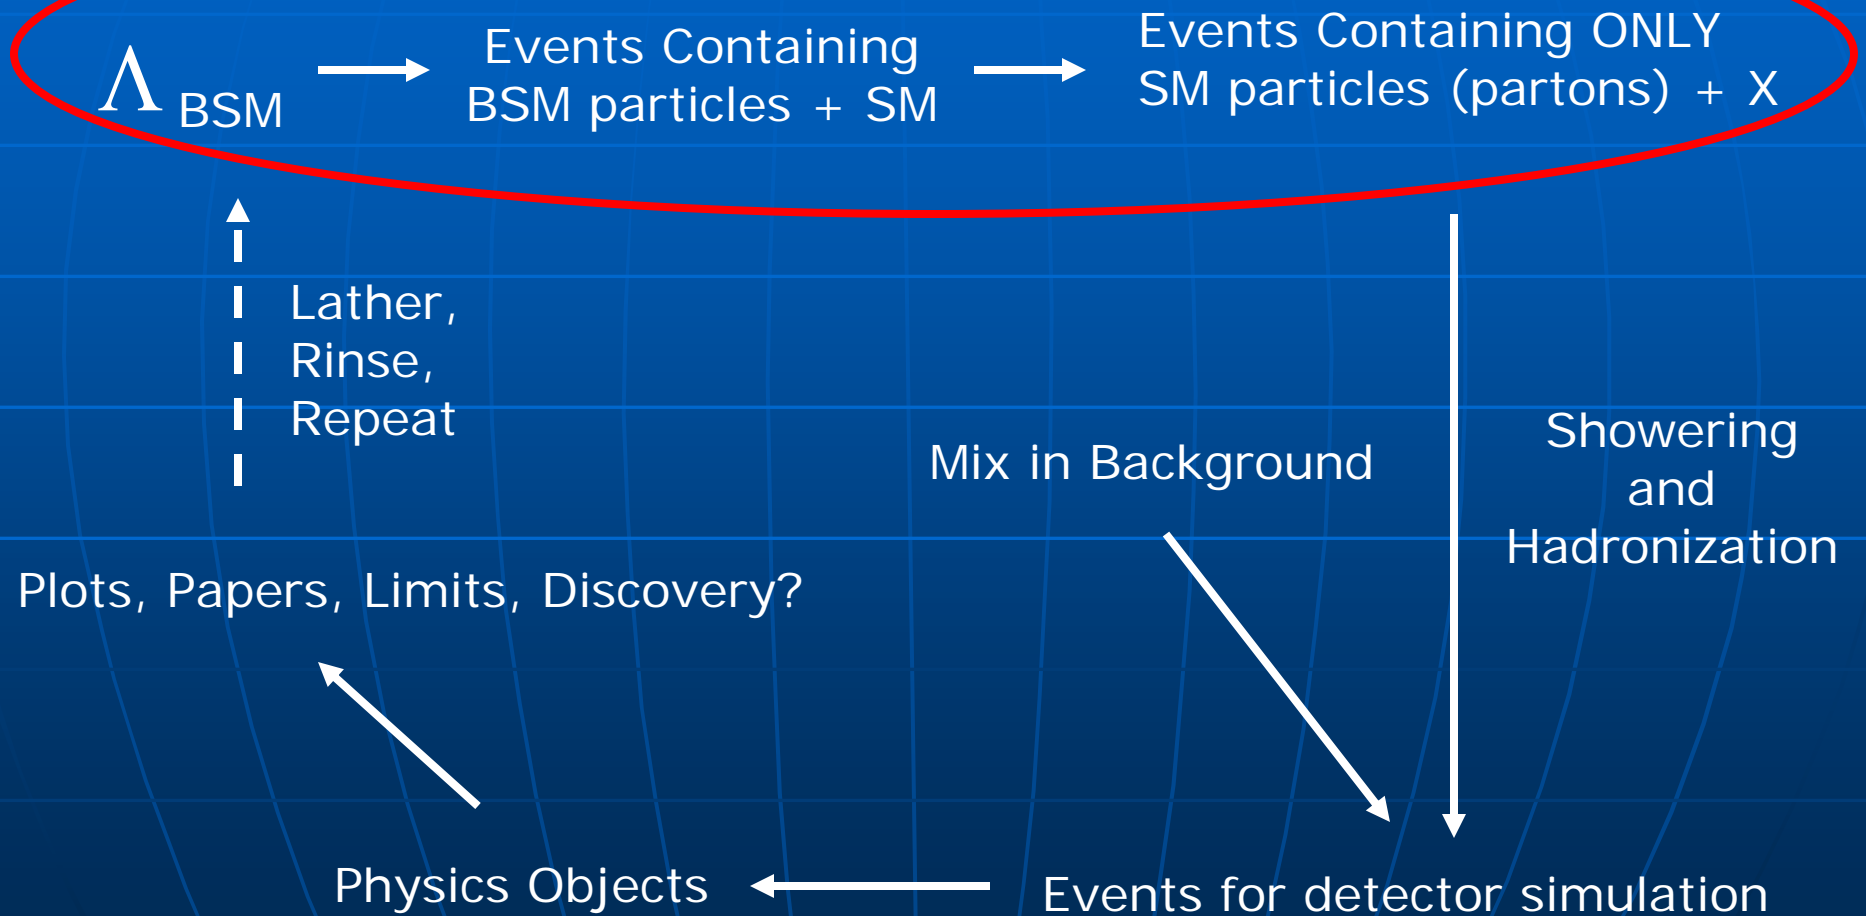 Λ BSM
Events Containing
BSM particles + SM
Events Containing ONLY
SM particles (partons) + X
Lather,
Rinse,
Repeat
Mix in Background
Showering
and
Hadronization
Plots, Papers, Limits, Discovery?
Physics Objects
Events for detector simulation